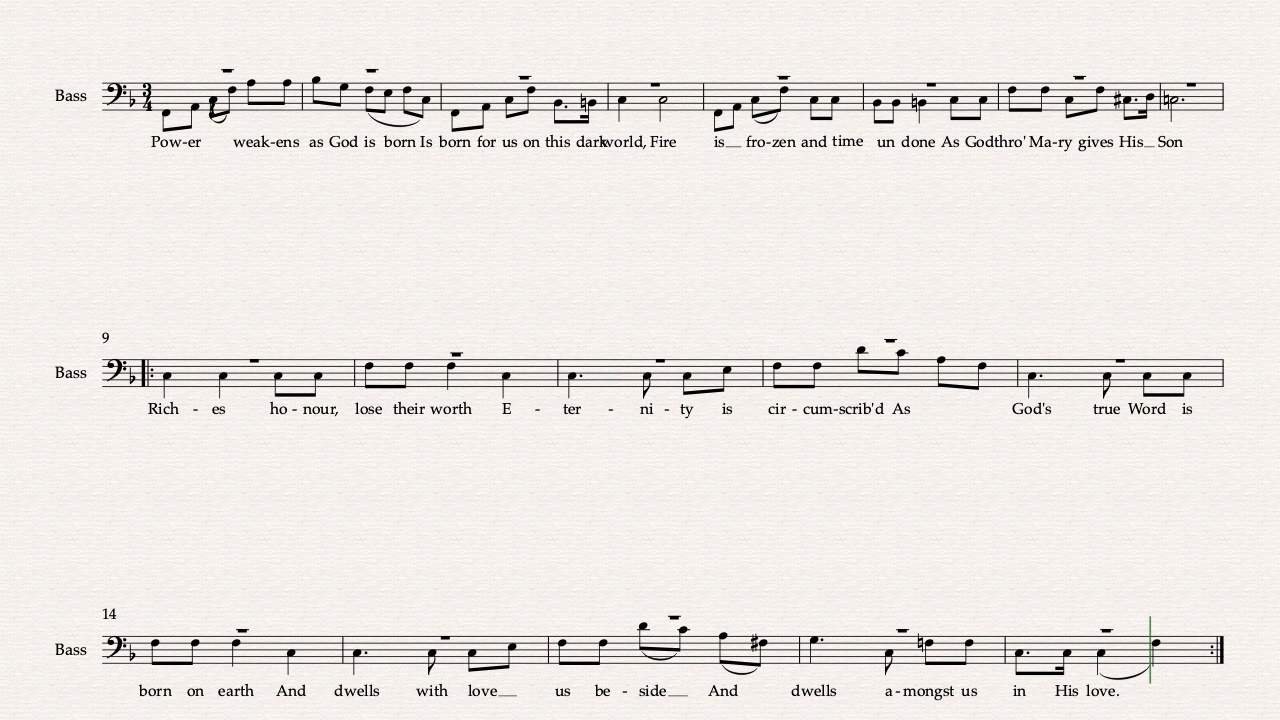 3
4
Bass
Pow-er weak-ens as God is born Is born for us on this dark world, Fire is__ fro-zen and time un done As God thro' Ma-ry gives His_ Son
9
Bass
Rich - es ho - nour, lose their worth E - ter - ni - ty is cir - cum-scrib'd As God's true Word is
14
Bass
born on earth And dwells with love__ us be - side__ And dwells a - mongst us in His love.